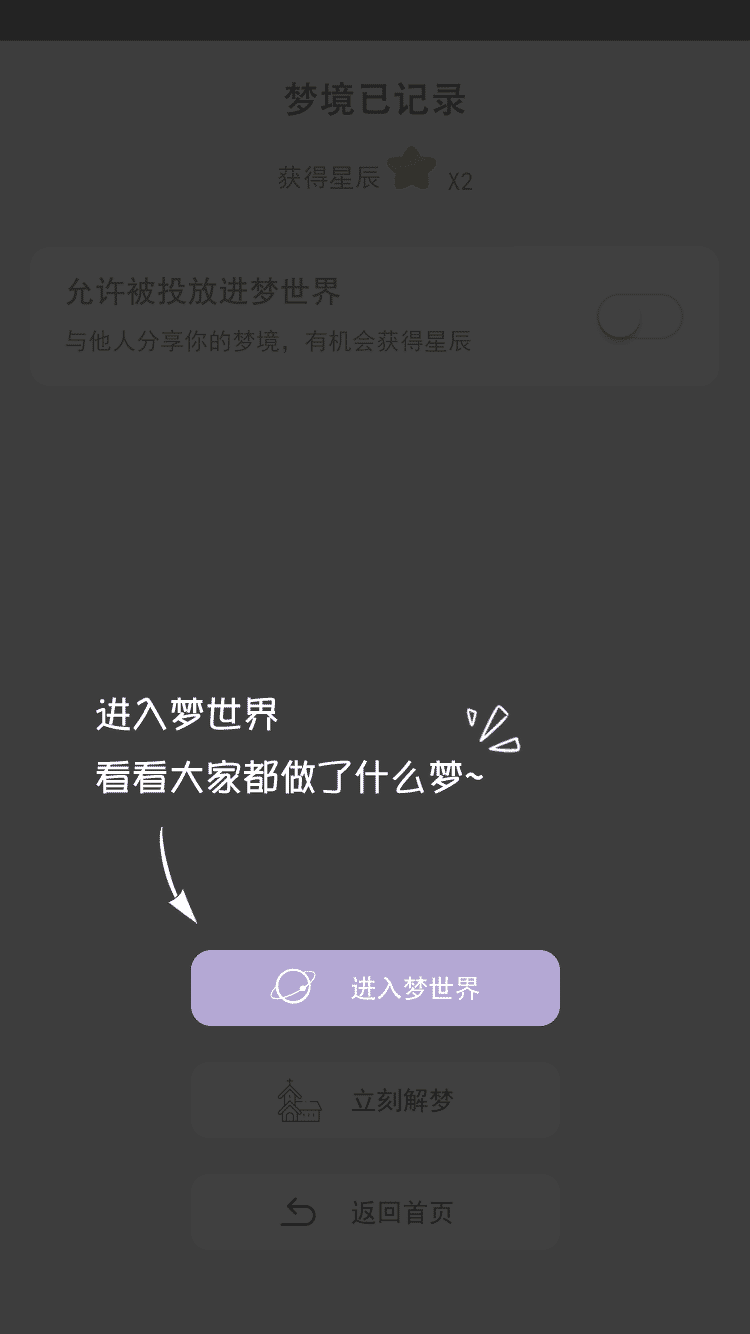 梦境已记录
获得星辰 X2
允许被投放进梦世界
与他人分享你的梦境，有机会获得星辰
进入梦世界
看看大家都做了什么梦~
进入梦世界
立刻解梦
返回首页